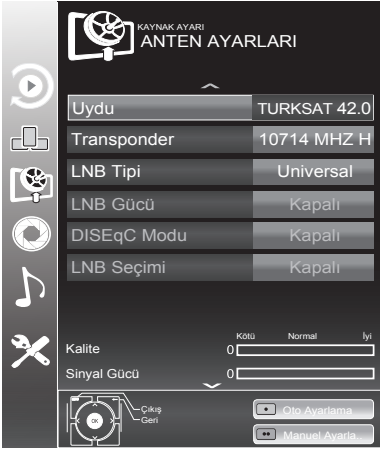 KAYNAK AYARI
ANTEN AYARLARI
Uydu TURKSAT 42.0
Transponder 10714 MHZ H
LNB Tipi Universal
LNB Gücü Kapalı
DISEqC Modu Kapalı
LNB Seçimi Kapalı
Kötü Normal İyi
Kalite 0
Sinyal Gücü 0
OK
Çıkış
Geri
Oto Ayarlama
Manuel Ayarla...